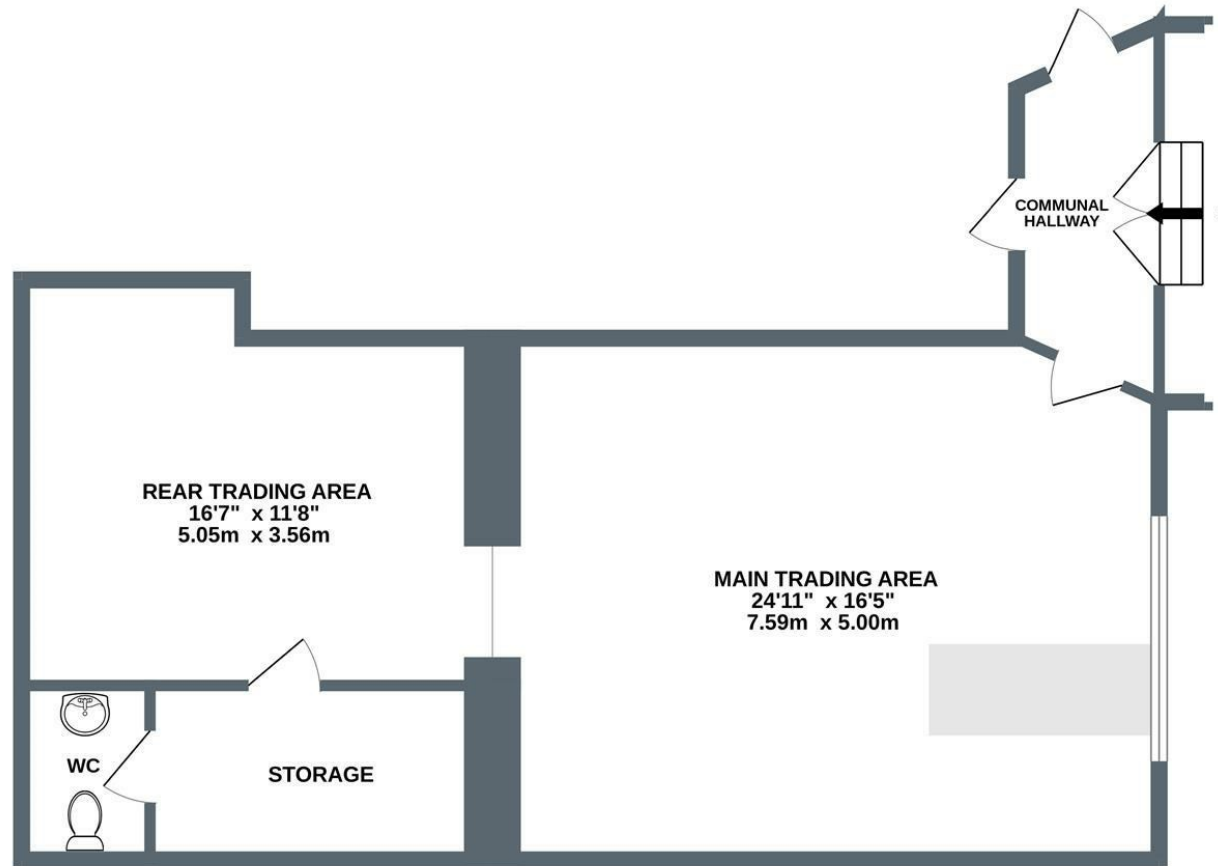 COMMUNAL
HALLWAY
REAR TRADING AREA
16'7" x 11'8"
5.05m x 3.56m
MAIN TRADING AREA
24'11" x 16'5"
7.59m x 5.00m
WC
STORAGE